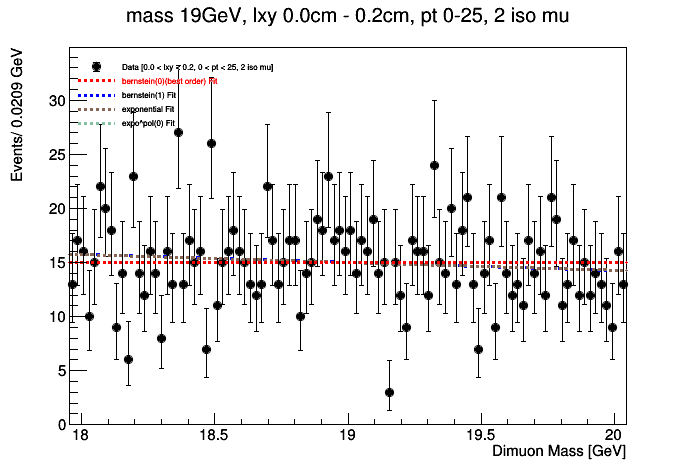 mass 19GeV, lxy 0.0cm - 0.2cm, pt 0-25, 2 iso mu
Events/ 0.0209 GeV
Data [0.0 < lxy < 0.2, 0 < pt < 25, 2 iso mu]
bernstein(0)(best order) Fit
bernstein(1) Fit
exponential Fit
expo*pol(0) Fit
30
25
20
15
10
5
0
18 18.5 19 19.5 20
Dimuon Mass [GeV]